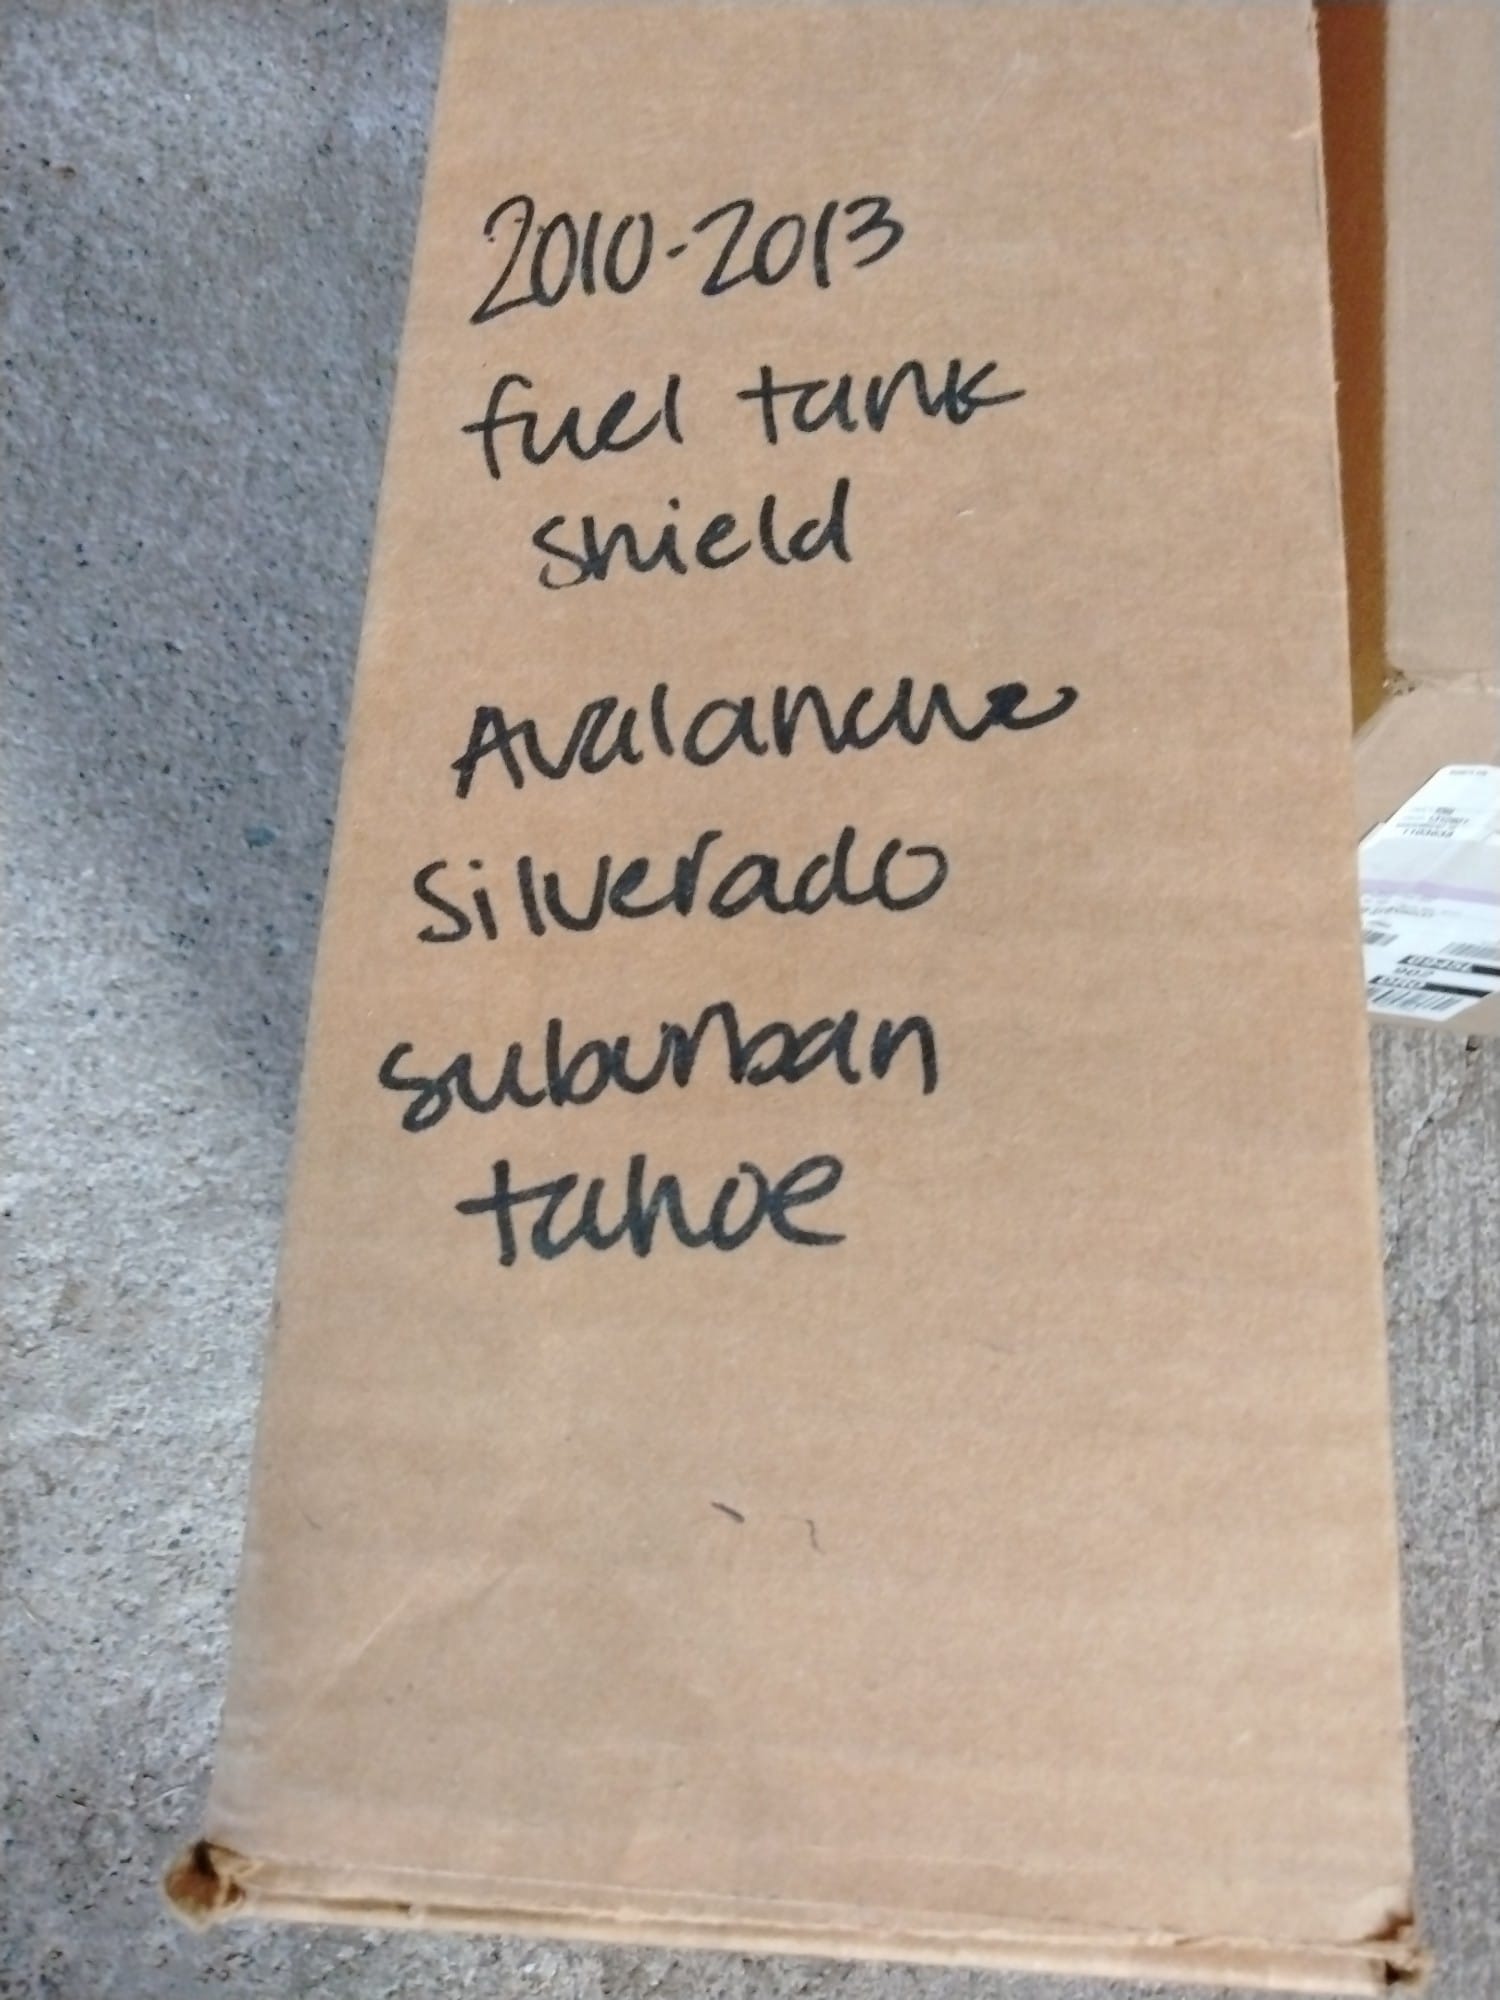 2010-2013
fuel tank
shield
Avalanche
Silverado
suburban
tahoe